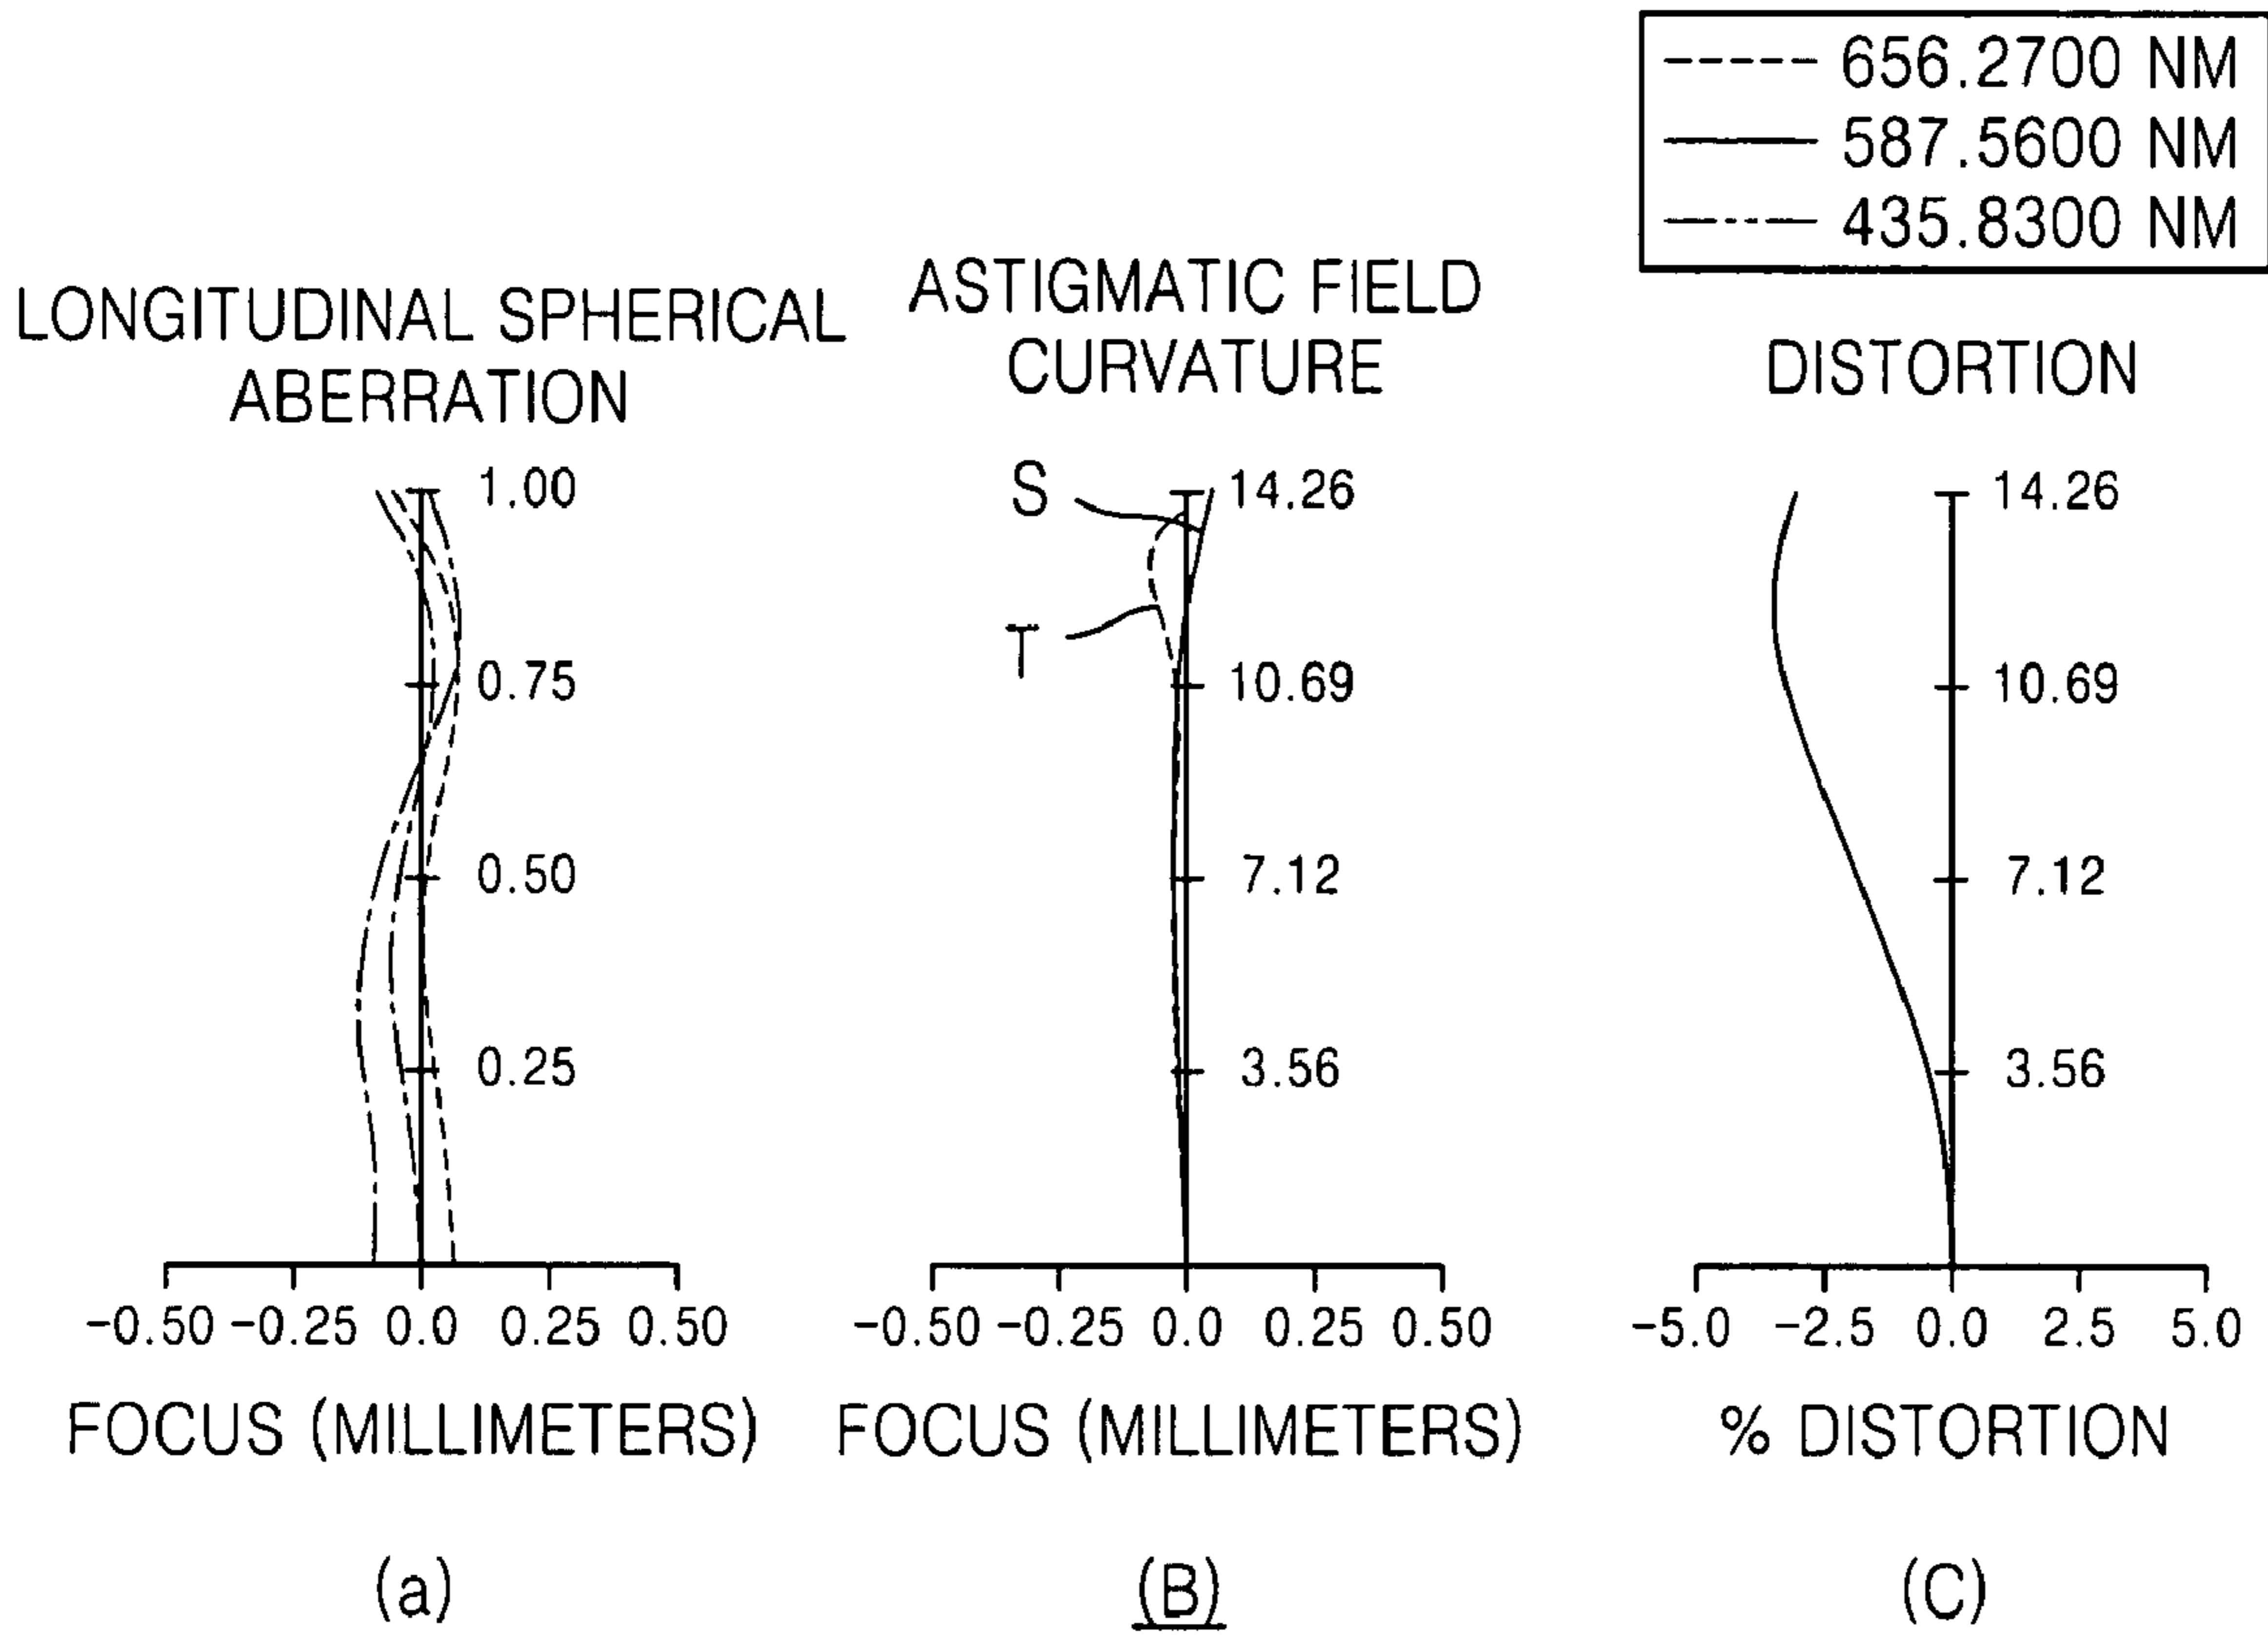 656.2700 NM
587.5600 NM
435.8300 NM
LONGITUDINAL SPHERICAL
ABERRATION
1.00
0.75
0.50
0.25
-0.50 -0.25 0.0 0.25 0.50
FOCUS (MILLIMETERS)
(a)
ASTIGMATIC FIELD
CURVATURE
S
T
14.26
10.69
7.12
3.56
-0.50 -0.25 0.0 0.25 0.50
FOCUS (MILLIMETERS)
(B)
DISTORTION
14.26
10.69
7.12
3.56
-5.0 -2.5 0.0 2.5 5.0
% DISTORTION
(C)